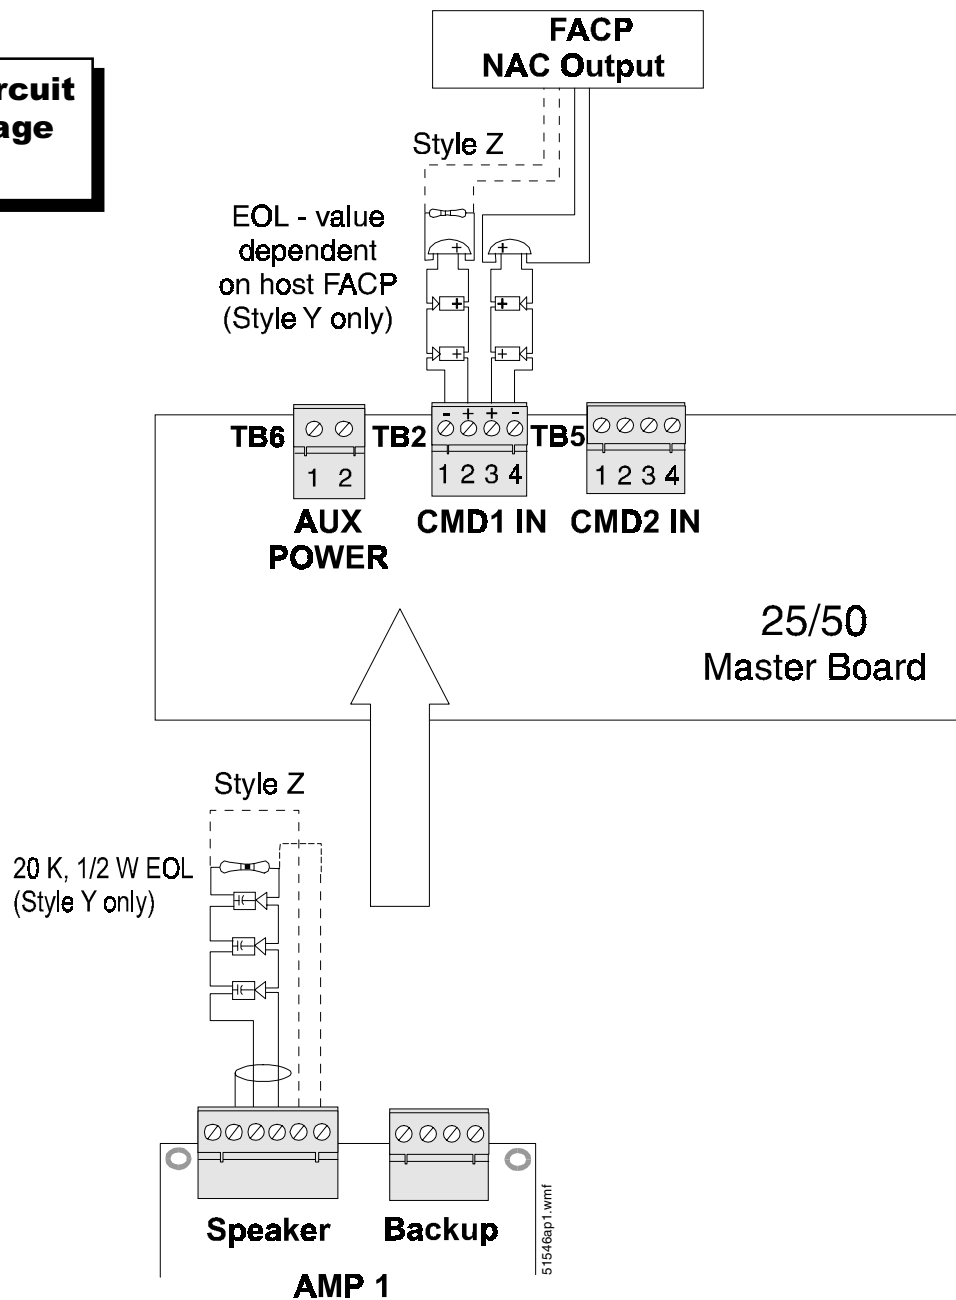 FACP
NAC Output
rcuit
age
Style Z
EOL - value
dependent
on host FACP
(Style Y only)
+ +
+ +
+ +
- + + -
TB6 TB2 TB5
1 2 1 2 3 4 1 2 3 4
AUX
POWER
CMD1 IN CMD2 IN
25/50
Master Board
Style Z
20 K, 1/2 W EOL
(Style Y only)
Speaker Backup
51546ap1.wmf
AMP 1